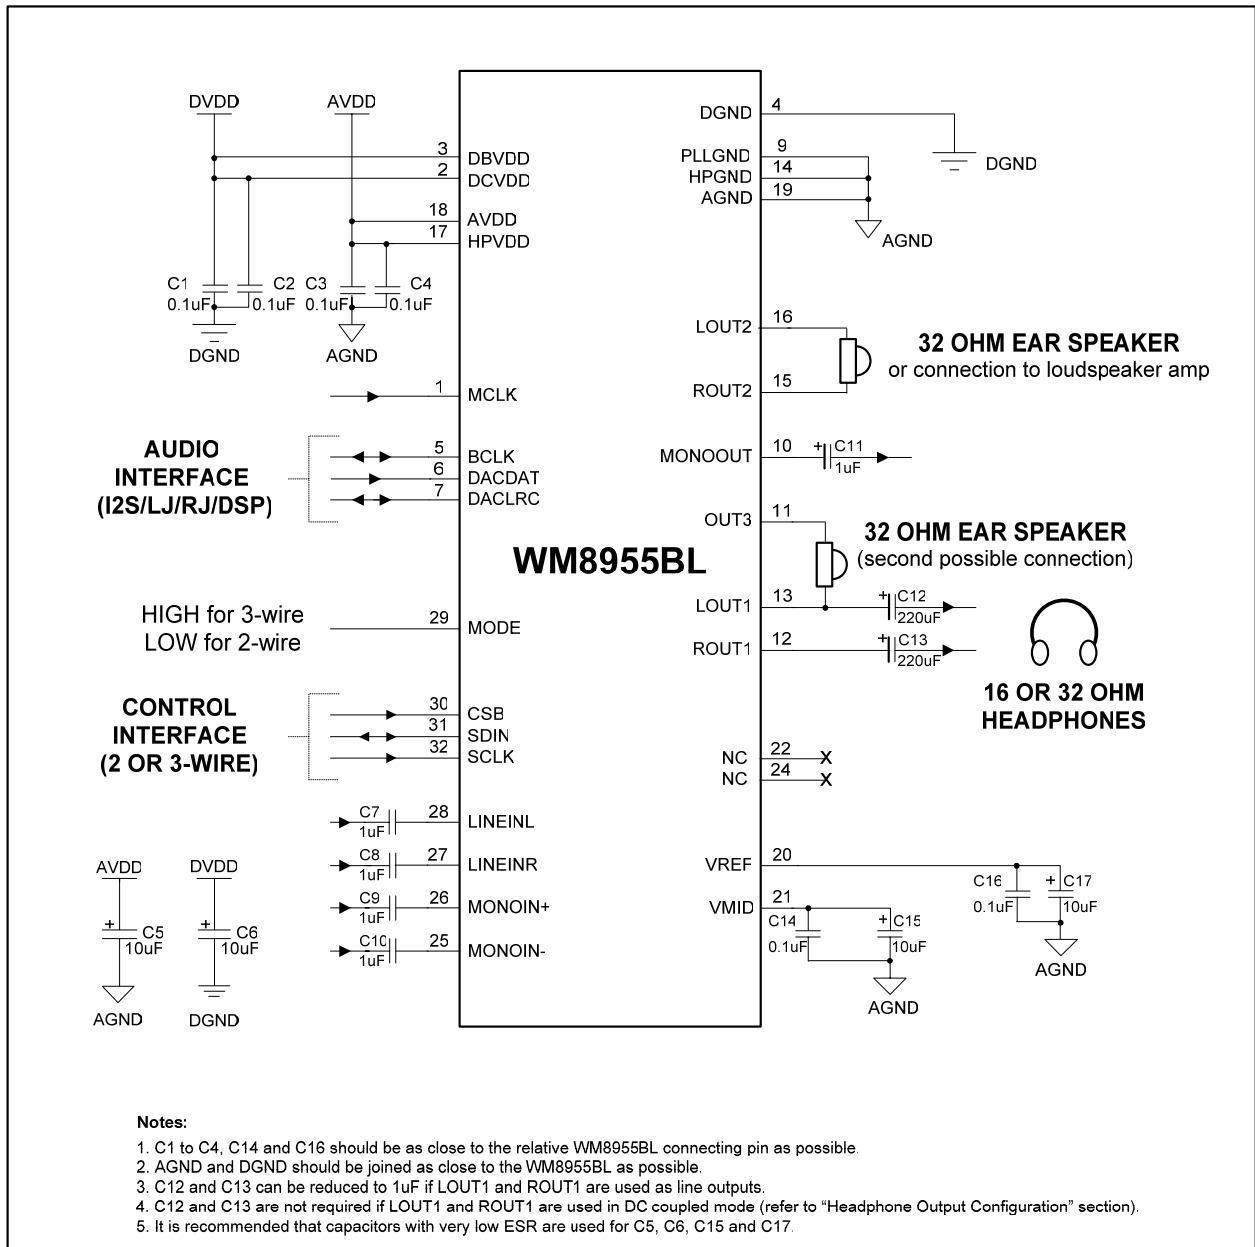 DVDD
AVDD
3 DBVDD
2 DCVDD
18 AVDD
17 HPVDD
C1
0.1uF
C2
0.1uF
C3
0.1uF
C4
0.1uF
DGND
AGND
1 MCLK
AUDIO
INTERFACE
(I2S/LJ/RJ/DSP)
5 BCLK
6 DACDAT
7 DACLRC
HIGH for 3-wire
LOW for 2-wire
29 MODE
CONTROL
INTERFACE
(2 OR 3-WIRE)
30 CSB
31 SDIN
32 SCLK
C7
1uF
28 LINEINL
C8
1uF
27 LINEINR
C9
1uF
26 MONOIN+
C10
1uF
25 MONOIN-
AVDD
+
C5
10uF
AGND
DVDD
+
C6
10uF
DGND
WM8955BL
DGND 4
DGND
PLLGND 9
HPGND 14
AGND 19
AGND
LOUT2 16
ROUT2 15
32 OHM EAR SPEAKER
or connection to loudspeaker amp
MONOOUT 10
+ C11
1uF
OUT3 11
32 OHM EAR SPEAKER
(second possible connection)
LOUT1 13
+ C12
220uF
ROUT1 12
+ C13
220uF
16 OR 32 OHM
HEADPHONES
NC 22 X
NC 24 X
VREF 20
C16
0.1uF
+ C17
10uF
AGND
VMID 21
C14
0.1uF
+ C15
10uF
AGND
Notes:
1. C1 to C4, C14 and C16 should be as close to the relative WM8955BL connecting pin as possible.
2. AGND and DGND should be joined as close to the WM8955BL as possible.
3. C12 and C13 can be reduced to 1uF if LOUT1 and ROUT1 are used as line outputs.
4. C12 and C13 are not required if LOUT1 and ROUT1 are used in DC coupled mode (refer to “Headphone Output Configuration” section).
5. It is recommended that capacitors with very low ESR are used for C5, C6, C15 and C17.